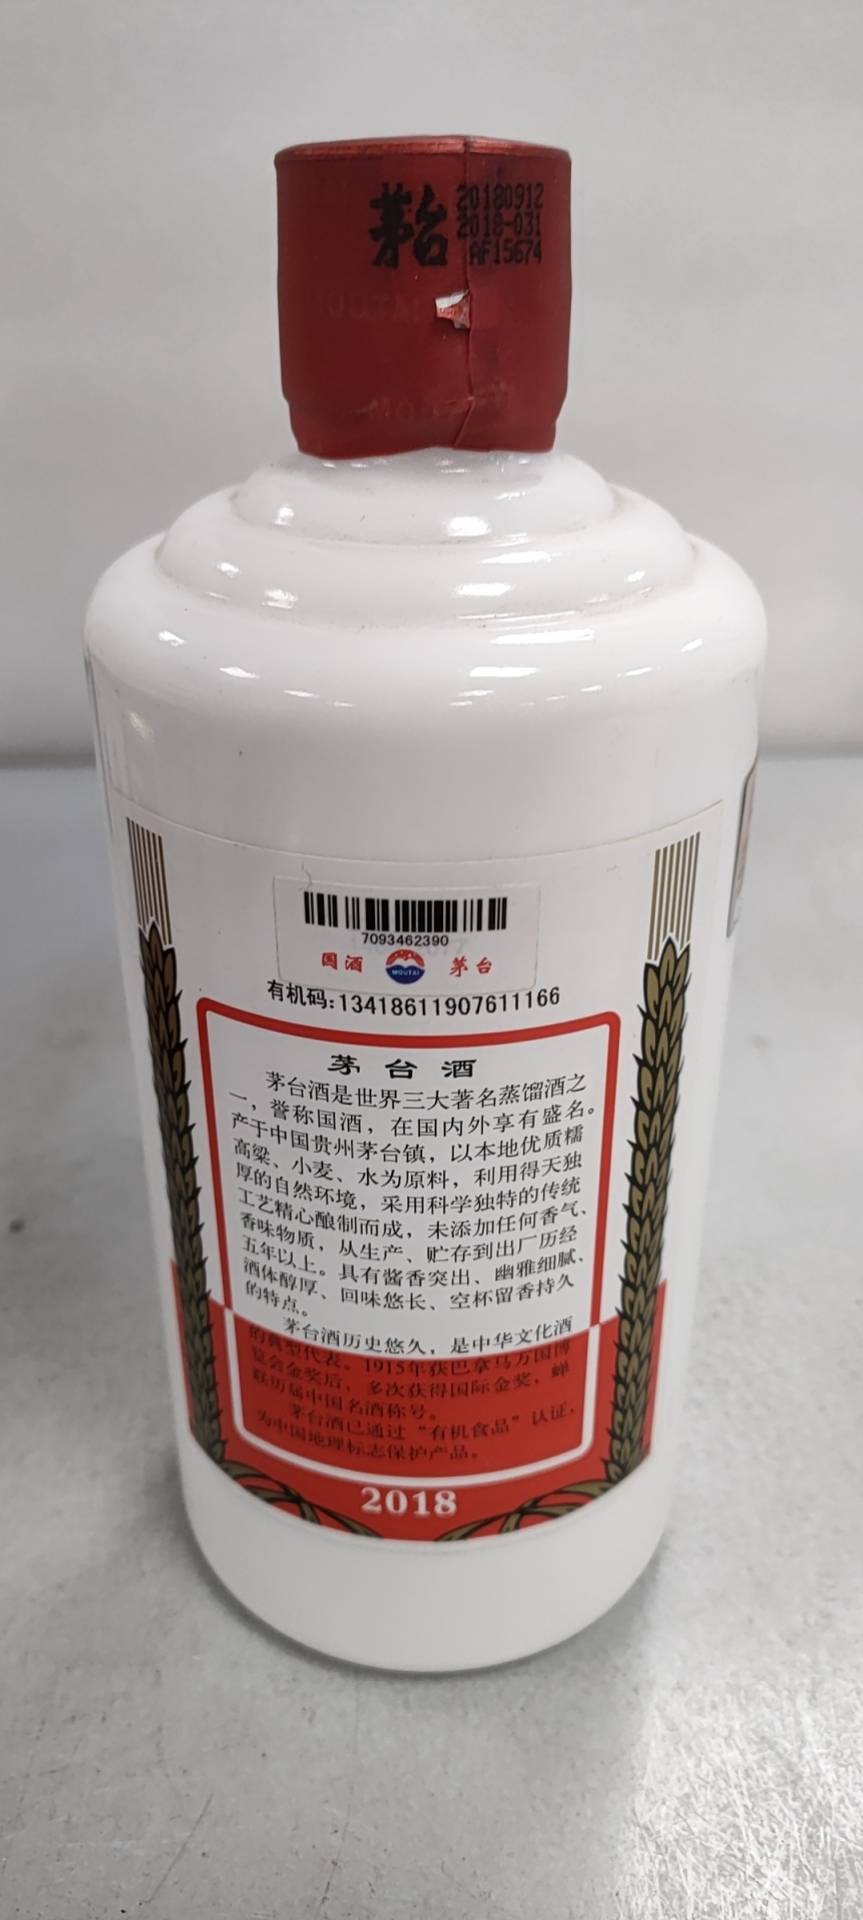 茅台
20180912
2018-031
AF15674
7093462390
国酒 MOUTAI 茅台
有机码:13418611907611166
茅台酒
茅台酒是世界三大著名蒸馏酒之
一，誉称国酒，在国内外享有盛名。
产于中国贵州茅台镇，以本地优质糯
高粱、小麦、水为原料，利用得天独
厚的自然环境，采用科学独特的传统
工艺精心酿制而成，未添加任何香气、
香味物质，从生产、贮存到出厂历经
五年以上。具有酱香突出、幽雅细腻、
酒体醇厚、回味悠长、空杯留香持久
的特点。
茅台酒历史悠久，是中华文化酒
的典型代表。1915年获巴拿马万国博
览会金奖后，多次获得国际金奖，蝉
联历届中国名酒称号。
茅台酒已通过“有机食品”认证，
为中国地理标志保护产品。
2018